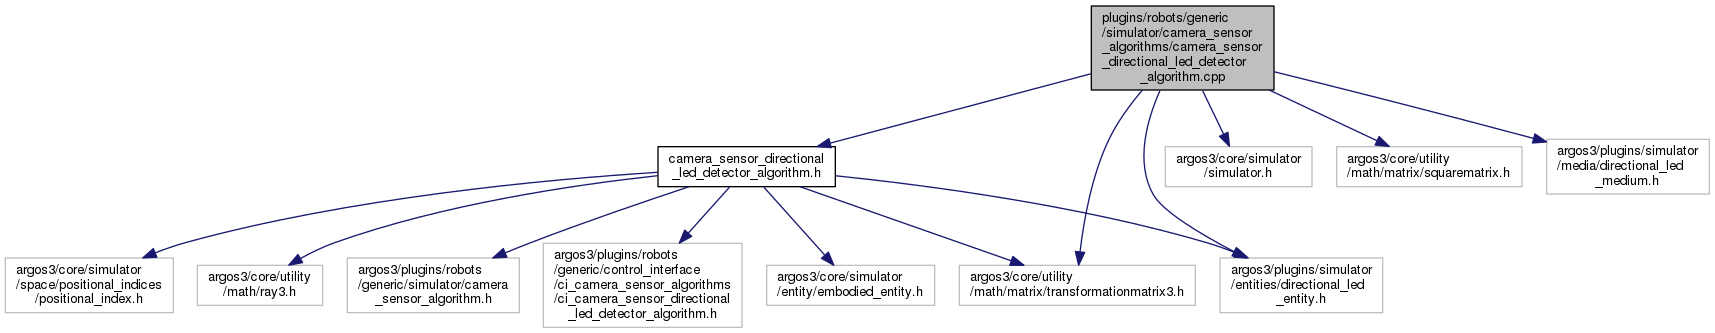 plugins/robots/generic
/simulator/camera_sensor
_algorithms/camera_sensor
_directional_led_detector
_algorithm.cpp
camera_sensor_directional
_led_detector_algorithm.h
argos3/core/simulator
/simulator.h
argos3/core/utility
/math/matrix/squarematrix.h
argos3/plugins/simulator
/media/directional_led
_medium.h
argos3/core/simulator
/space/positional_indices
/positional_index.h
argos3/core/utility
/math/ray3.h
argos3/plugins/robots
/generic/simulator/camera
_sensor_algorithm.h
argos3/plugins/robots
/generic/control_interface
/ci_camera_sensor_algorithms
/ci_camera_sensor_directional
_led_detector_algorithm.h
argos3/core/simulator
/entity/embodied_entity.h
argos3/core/utility
/math/matrix/transformationmatrix3.h
argos3/plugins/simulator
/entities/directional_led
_entity.h